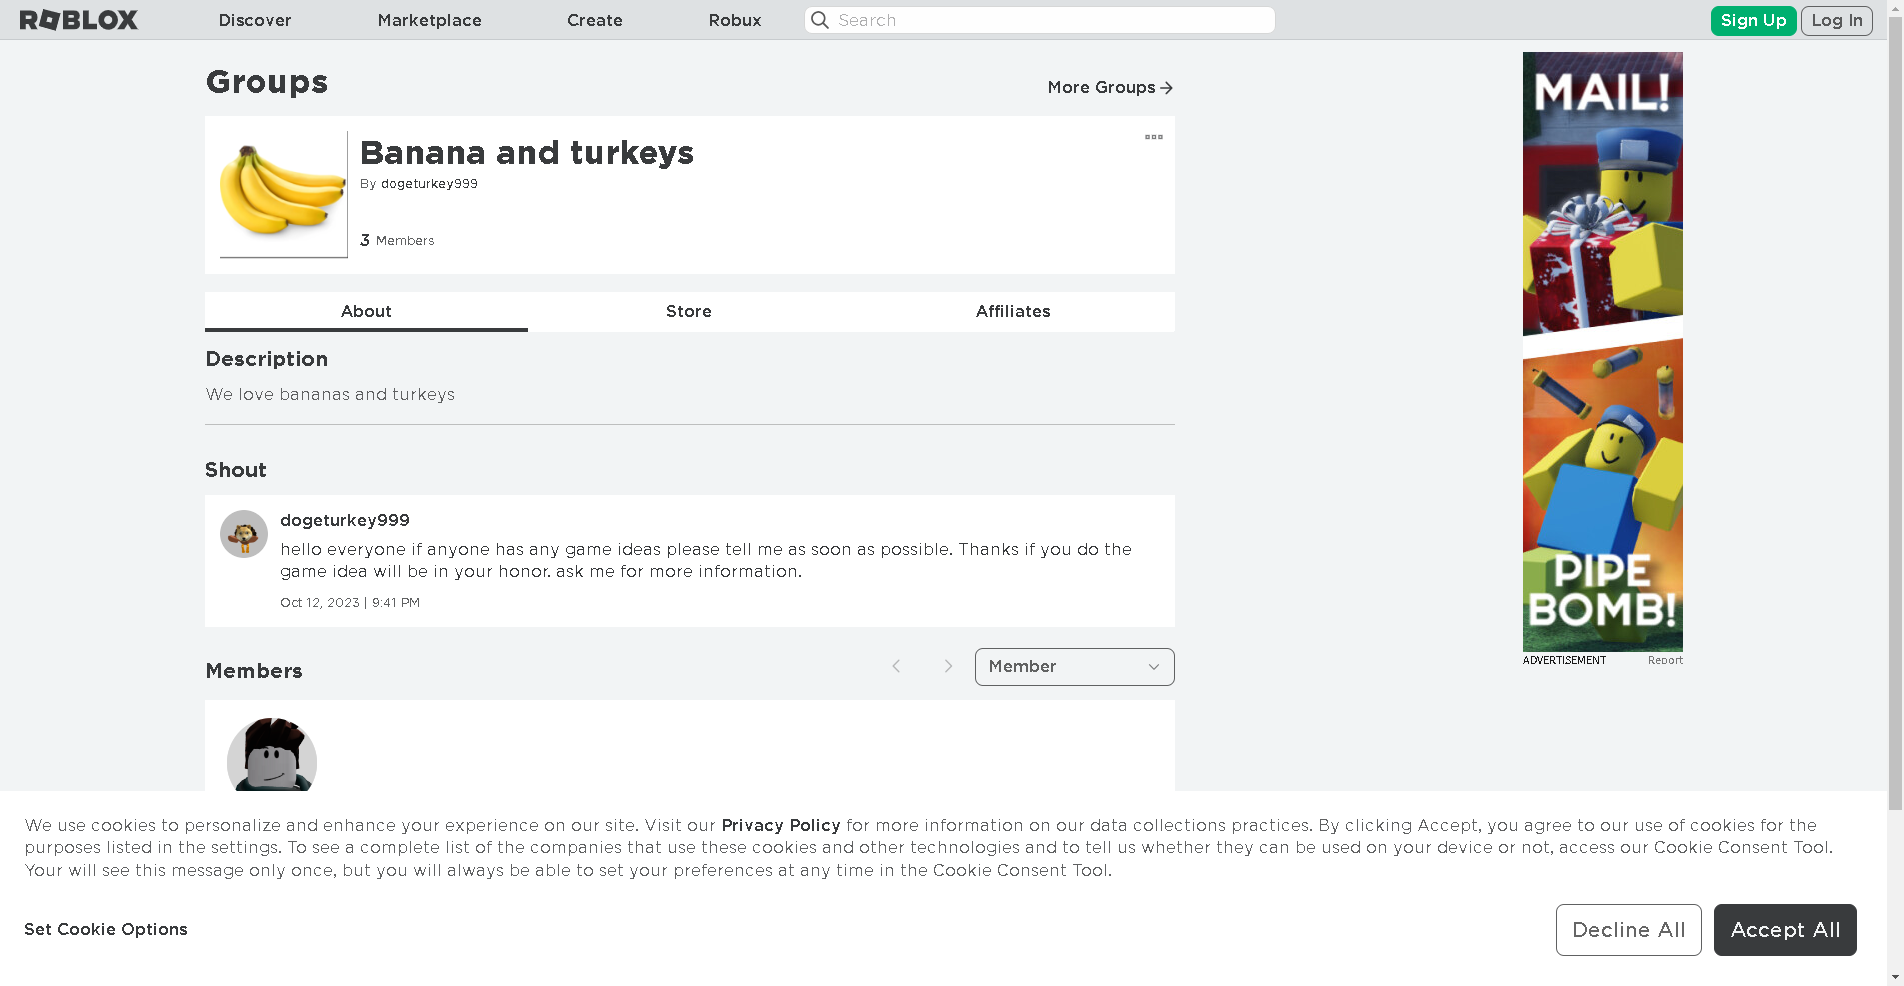 ROBLOX
Discover
Marketplace
Create
Robux
Search
Sign Up
Log In
Groups
More Groups
Banana and turkeys
By dogeturkey999
3 Members
About
Store
Affiliates
Description
We love bananas and turkeys
Shout
dogeturkey999
hello everyone if anyone has any game ideas please tell me as soon as possible. Thanks if you do the
game idea will be in your honor. ask me for more information.
Oct 12, 2023 | 9:41 PM
Members
Member
MAIL!
PIPE
BOMB!
ADVERTISEMENT
Report
We use cookies to personalize and enhance your experience on our site. Visit our Privacy Policy for more information on our data collections practices. By clicking Accept, you agree to our use of cookies for the
purposes listed in the settings. To see a complete list of the companies that use these cookies and other technologies and to tell us whether they can be used on your device or not, access our Cookie Consent Tool.
Your will see this message only once, but you will always be able to set your preferences at any time in the Cookie Consent Tool.
Set Cookie Options
Decline All
Accept All